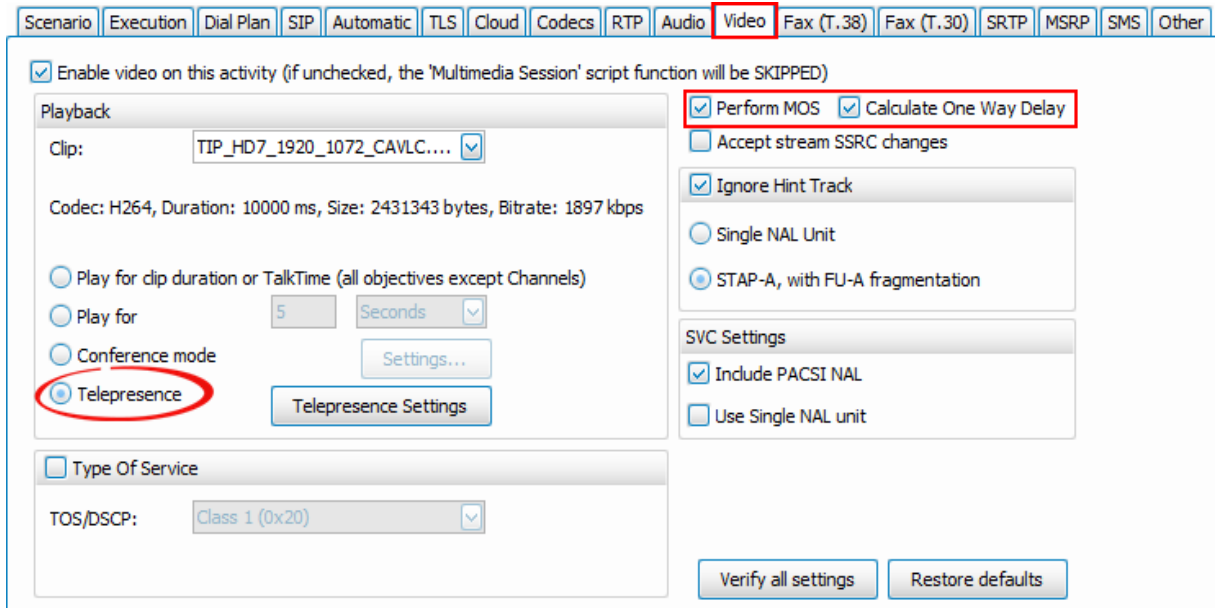 Scenario Execution Dial Plan SIP Automatic TLS Cloud Codecs RTP Audio Video Fax (T.38) Fax (T.30) SRTP MSRP SMS Other
Enable video on this activity (if unchecked, the 'Multimedia Session' script function will be SKIPPED)
Playback
Clip: TIP_HD7_1920_1072_CAVLC....
Codec: H264, Duration: 10000 ms, Size: 2431343 bytes, Bitrate: 1897 kbps
Play for clip duration or TalkTime (all objectives except Channels)
Play for 5 Seconds
Conference mode Settings...
Telepresence Telepresence Settings
Type Of Service
TOS/DSCP: Class 1 (0x20)
Perform MOS Calculate One Way Delay
Accept stream SSRC changes
Ignore Hint Track
Single NAL Unit
STAP-A, with FU-A fragmentation
SVC Settings
Include PACSI NAL
Use Single NAL unit
Verify all settings Restore defaults